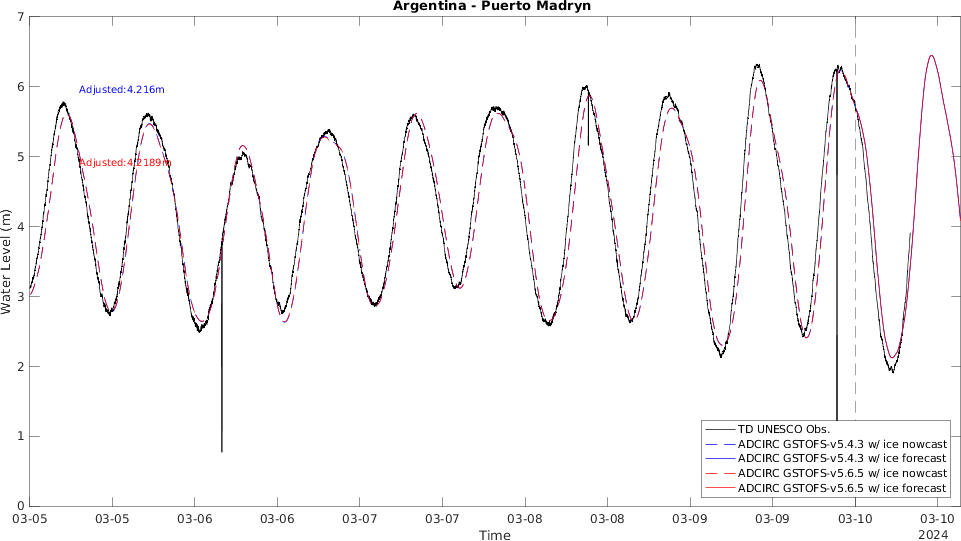 Argentina - Puerto Madryn
7
6
5
4
3
2
1
0
Water Level (m)
Adjusted:4.216m
Adjusted:4.2189m
TD UNESCO Obs.
ADCIRC GSTOFS-v5.4.3 w/ ice nowcast
ADCIRC GSTOFS-v5.4.3 w/ ice forecast
ADCIRC GSTOFS-v5.6.5 w/ ice nowcast
ADCIRC GSTOFS-v5.6.5 w/ ice forecast
03-05 03-05 03-06 03-06 03-07 03-07 03-08 03-08 03-09 03-09 03-10 03-10
2024
Time